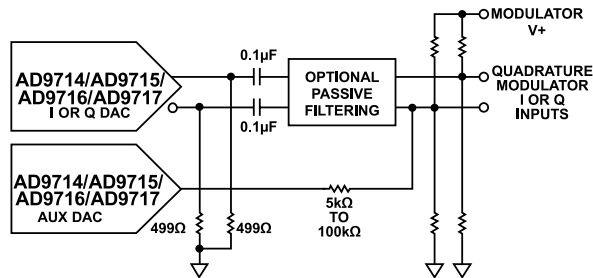 MODULATOR
V+
0.1µF
OPTIONAL
PASSIVE
FILTERING
AD9714/AD9715/
AD9716/AD9717
I OR Q DAC
QUADRATURE
MODULATOR
I OR Q
INPUTS
0.1µF
AD9714/AD9715/
AD9716/AD9717
AUX DAC
499Ω
499Ω
5kΩ
TO
100kΩ